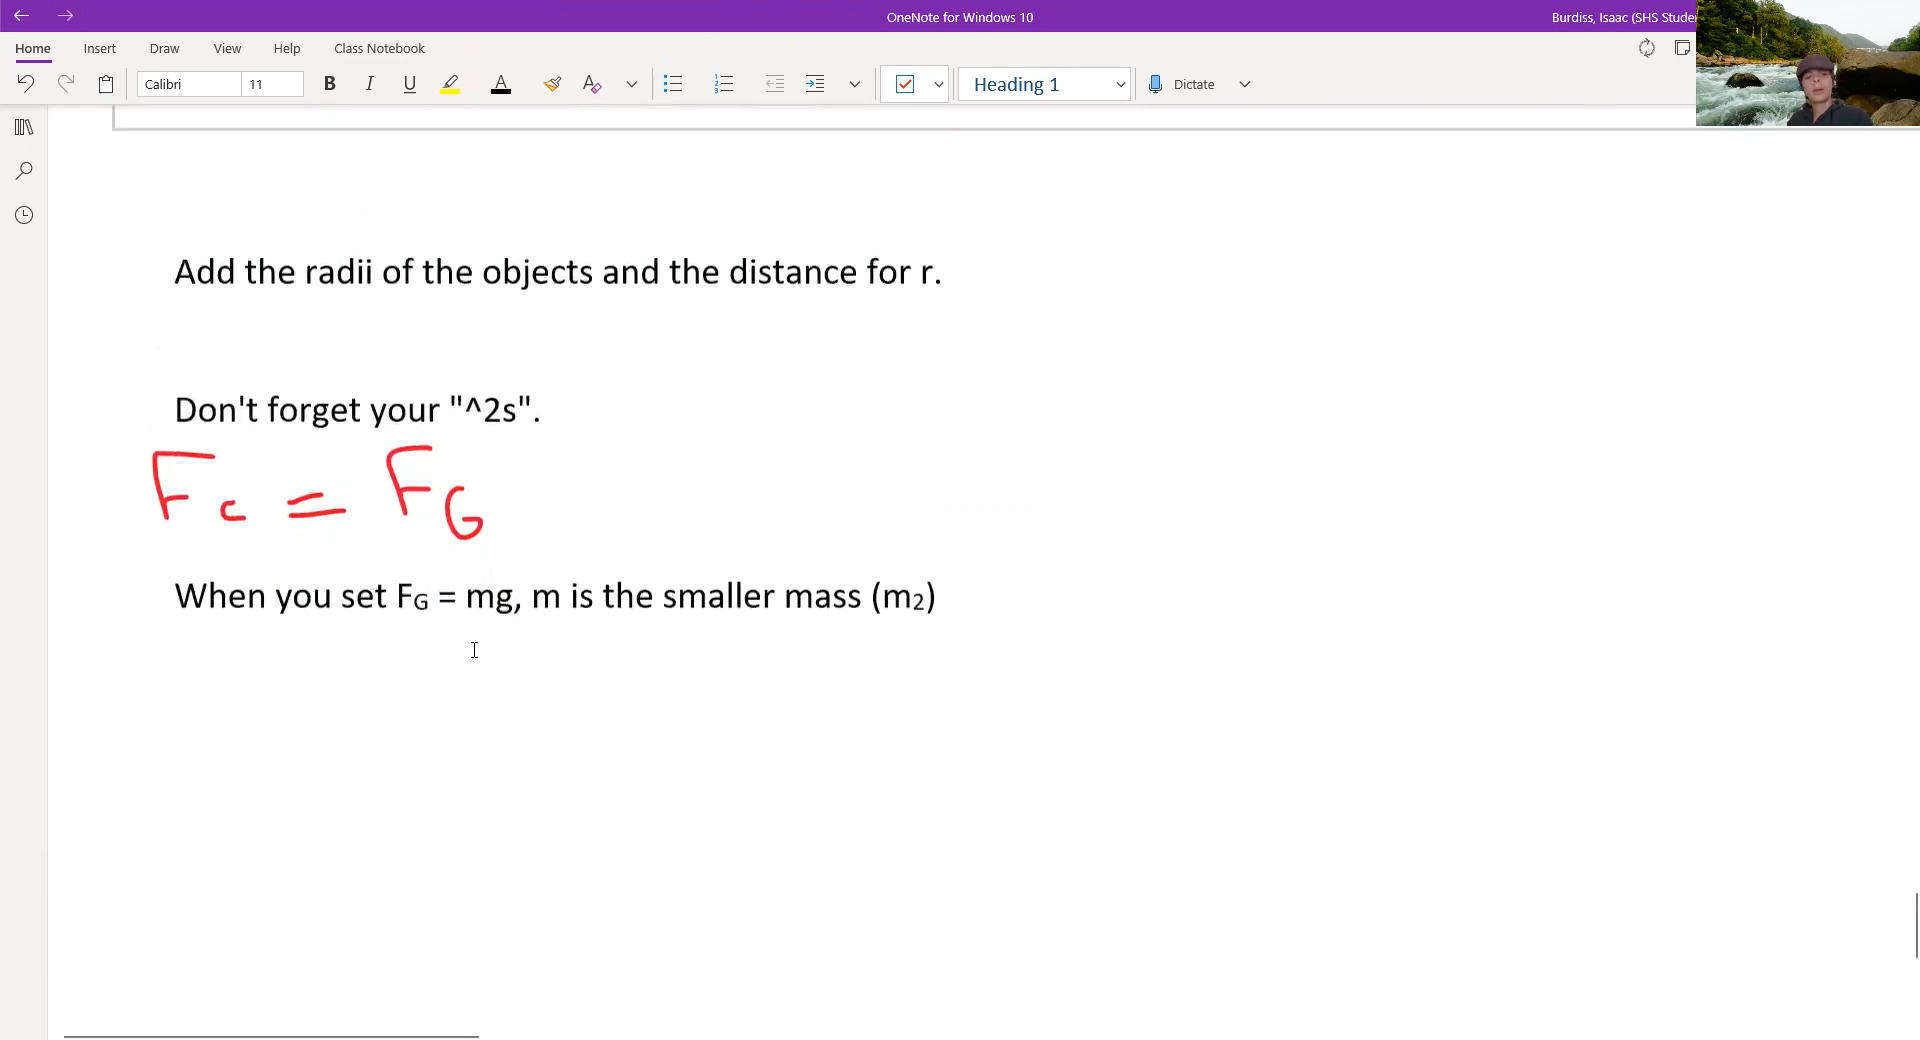 OneNote for Windows 10
Burdiss, Isaac (SHS Studen
Home Insert Draw View Help Class Notebook
Calibri 11 B I U A A Heading 1 Dictate
Add the radii of the objects and the distance for r.
Don't forget your "^2s".
Fc = FG
When you set FG = mg, m is the smaller mass (m2)